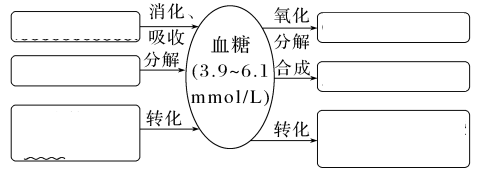 消化、
吸收
分解
转化
血糖
(3.9~6.1
mmol/L)
氧化
分解
合成
转化